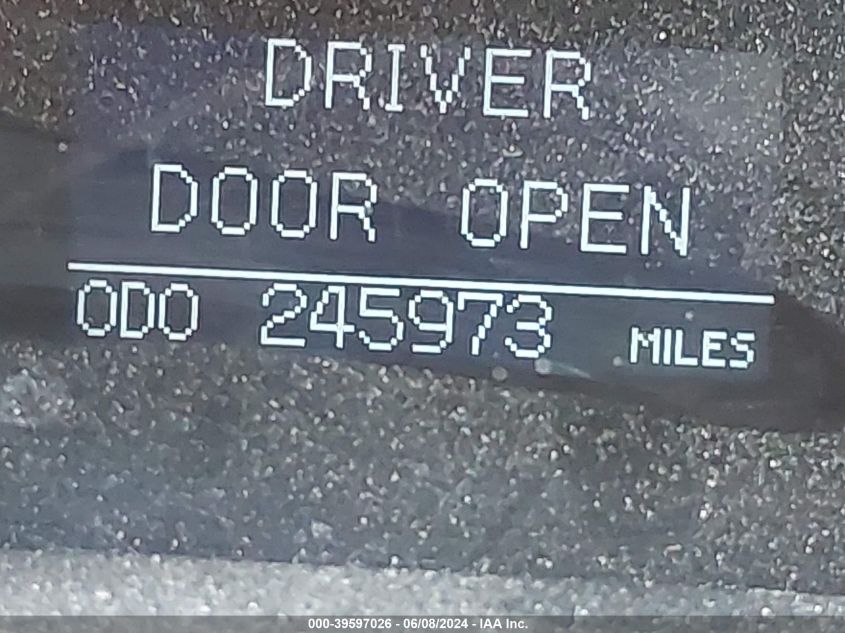 DRIVER
DOOR OPEN
ODO 245973 MILES
000-39597026 - 06/08/2024 - IAA Inc.